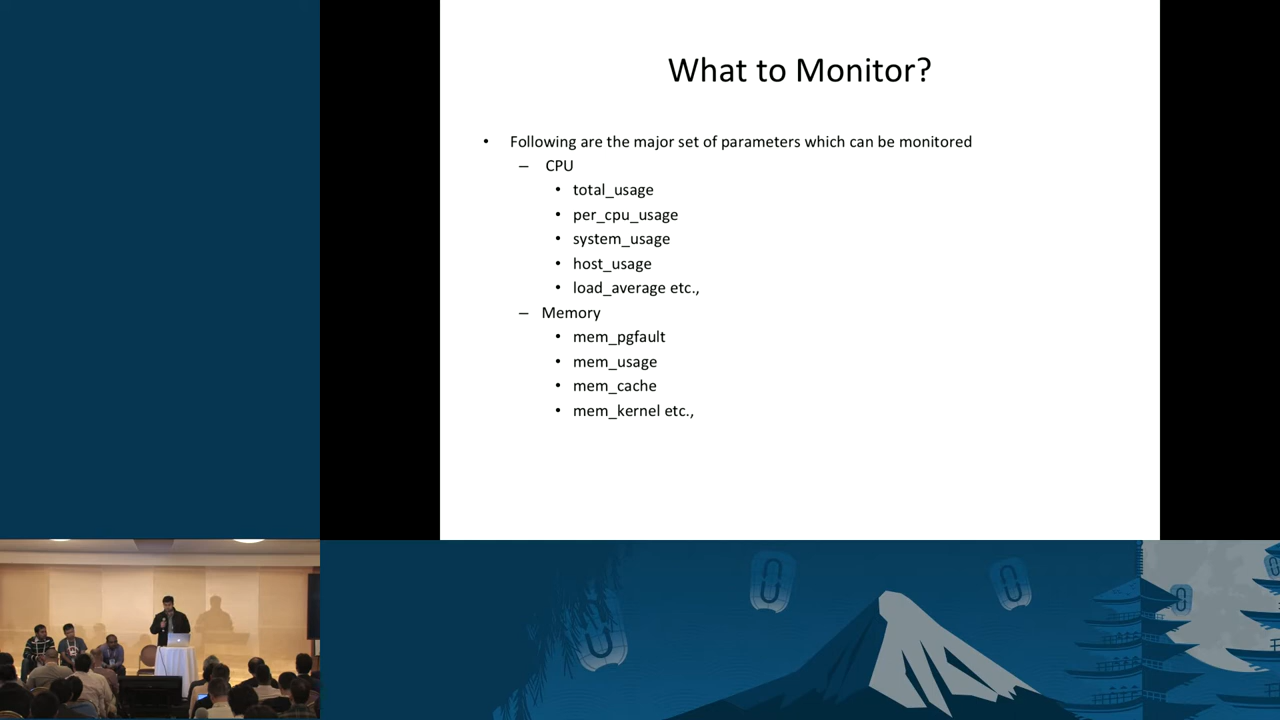 What to Monitor?
• Following are the major set of parameters which can be monitored
– CPU
• total_usage
• per_cpu_usage
• system_usage
• host_usage
• load_average etc.,
– Memory
• mem_pgfault
• mem_usage
• mem_cache
• mem_kernel etc.,